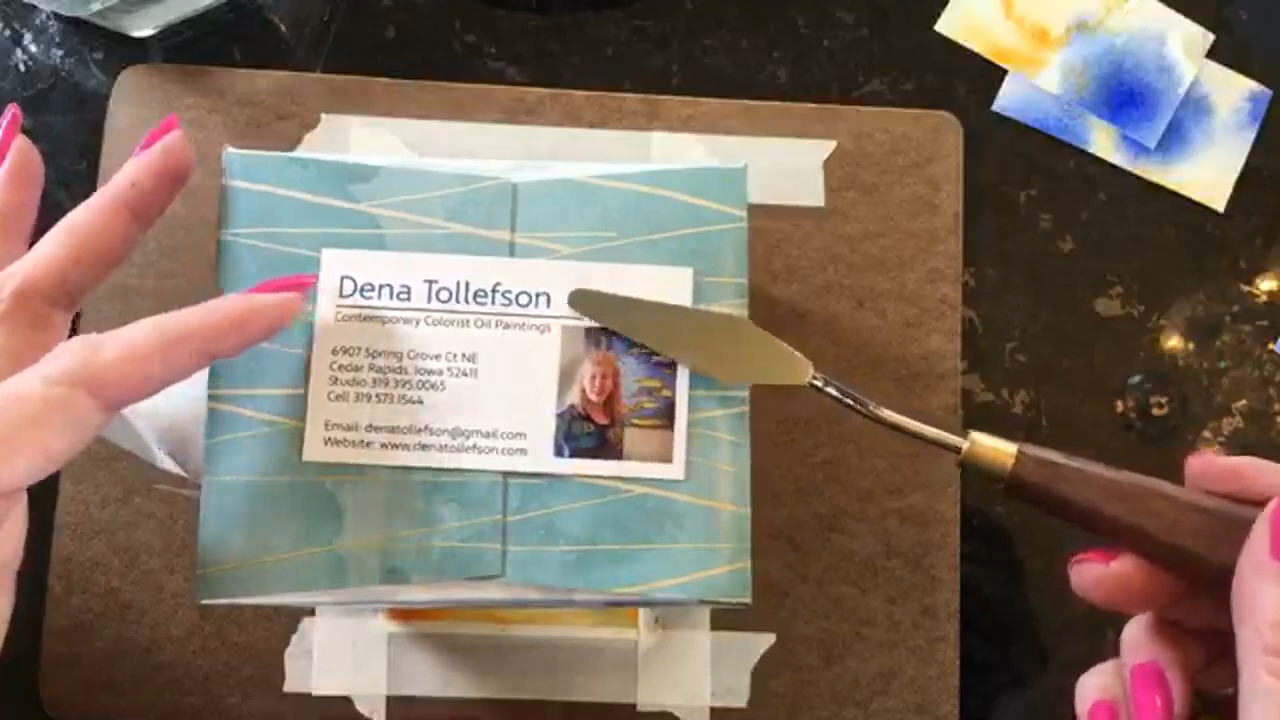 Dena Tollefson
Contemporary Colorist Oil Paintings
6907 Spring Grove Ct NE
Cedar Rapids, Iowa 52411
Studio 319.395.0065
Cell 319.573.1544
Email: denatollefson@gmail.com
Website: www.denatollefson.com